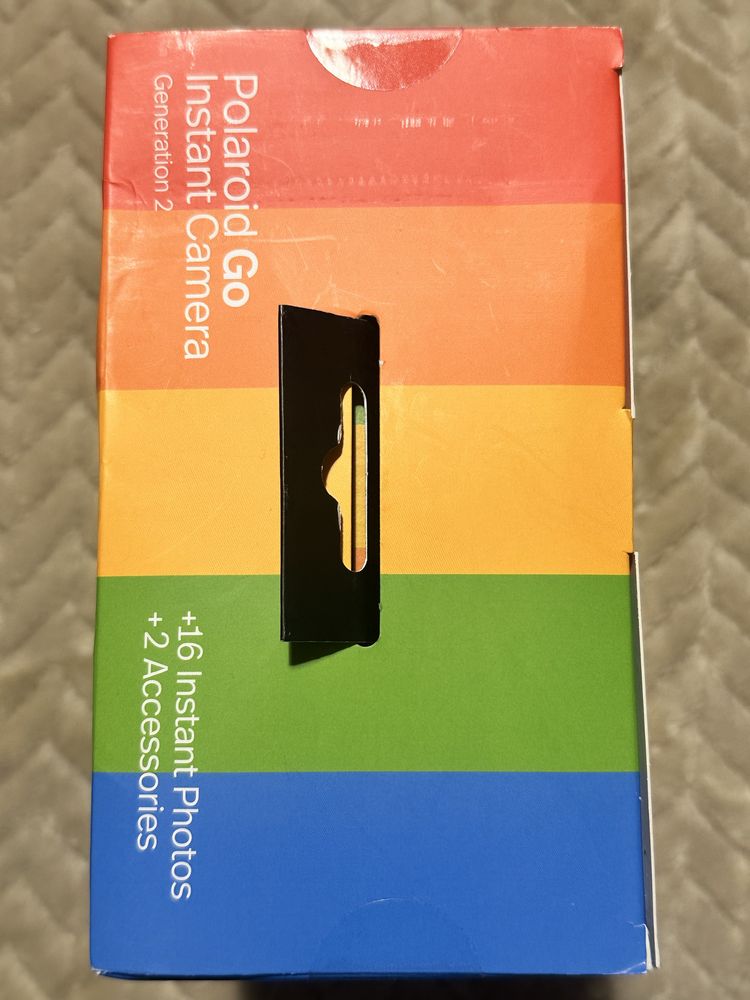 Polaroid Go
Instant Camera
Generation 2
+16 Instant Photos
+2 Accessories